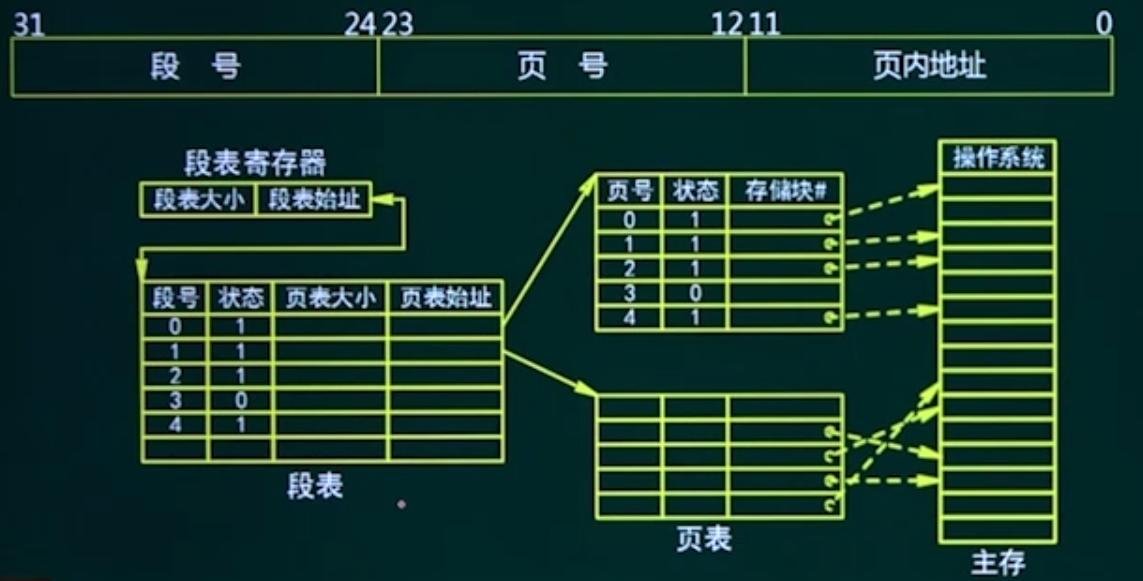 31 24 23 12 11 0
段 号 页 号 页内地址
段表寄存器
段表大小 段表始址
操作系统
页号 状态 存储块#
0 1
1 1
2 1
3 0
4 1
段号 状态 页表大小 页表始址
0 1
1 1
2 1
3 0
4 1
段表
页表
主存